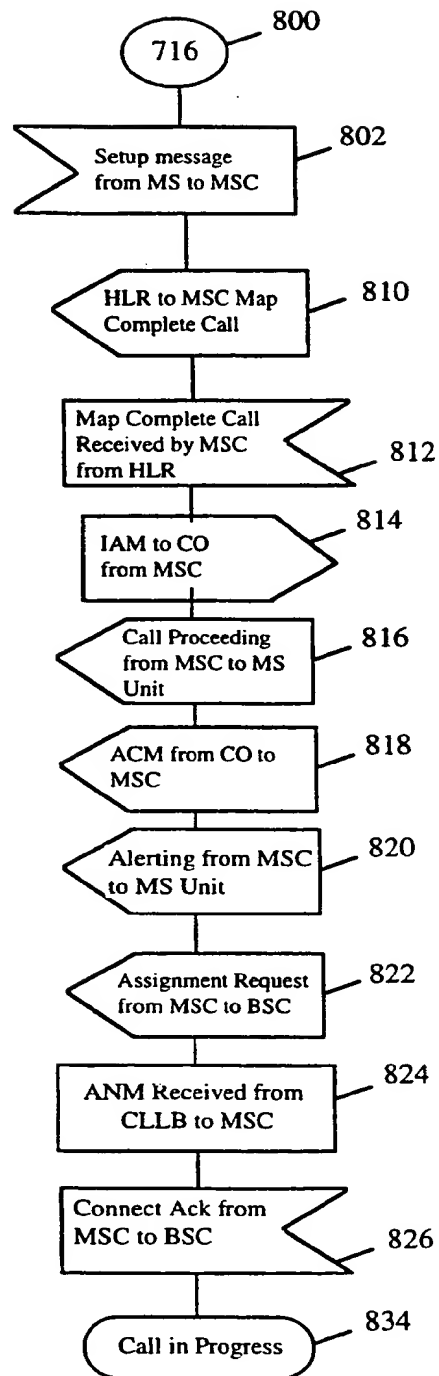 800
716
802
Setup message
from MS to MSC
810
HLR to MSC Map
Complete Call
Map Complete Call
Received by MSC
from HLR
812
814
IAM to CO
from MSC
816
Call Proceeding
from MSC to MS
Unit
818
ACM from CO to
MSC
820
Alerting from MSC
to MS Unit
822
Assignment Request
from MSC to BSC
824
ANM Received from
CLLB to MSC
Connect Ack from
MSC to BSC
826
834
Call in Progress